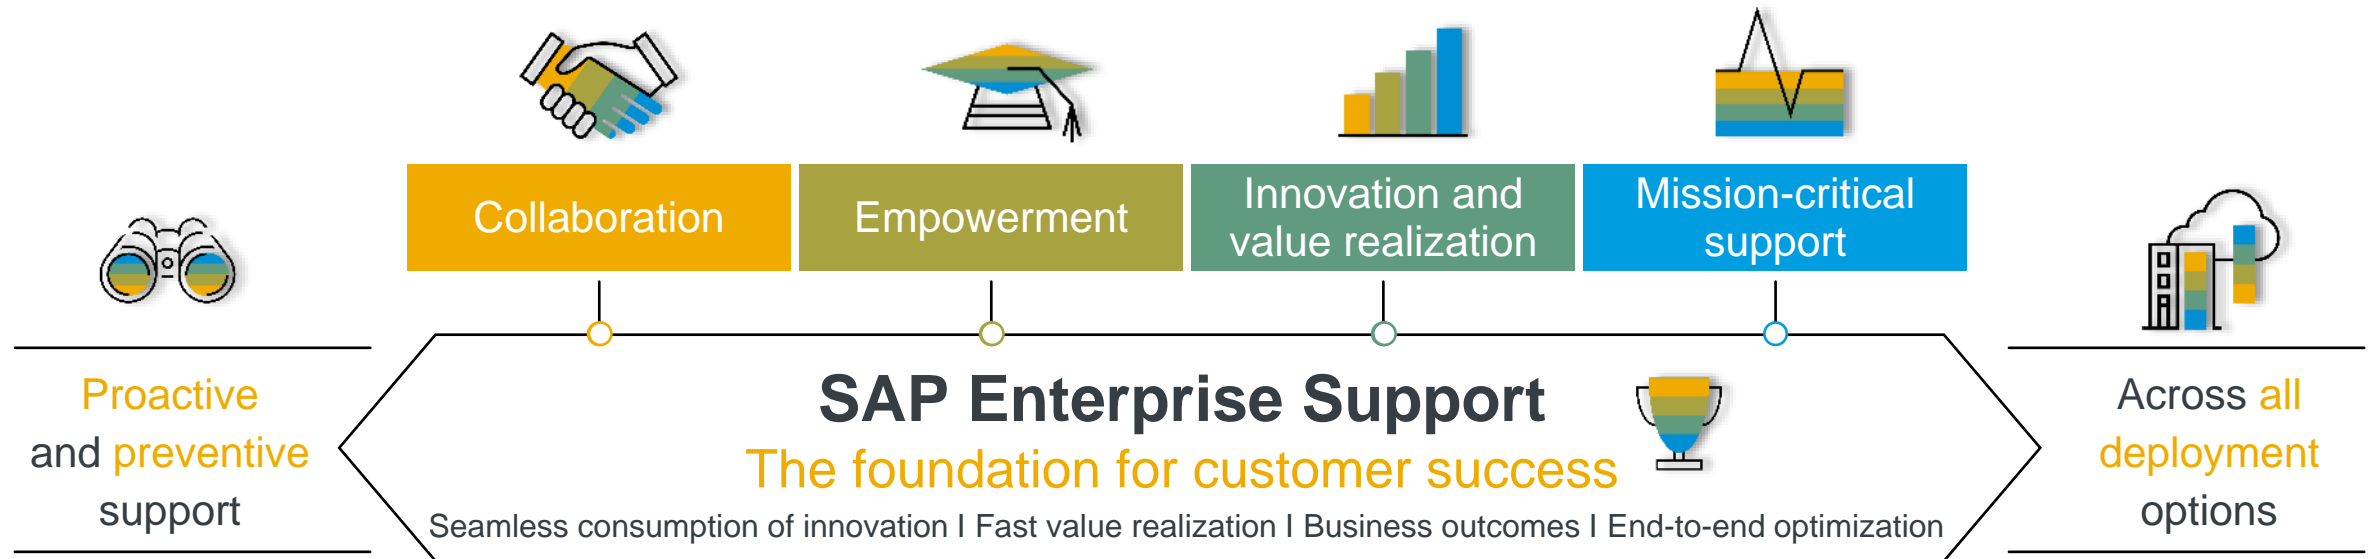 Collaboration
Empowerment
Innovation and
value realization
Mission-critical
support
Proactive
and preventive
support
SAP Enterprise Support
The foundation for customer success
Seamless consumption of innovation I Fast value realization I Business outcomes I End-to-end optimization
Across all
deployment
options